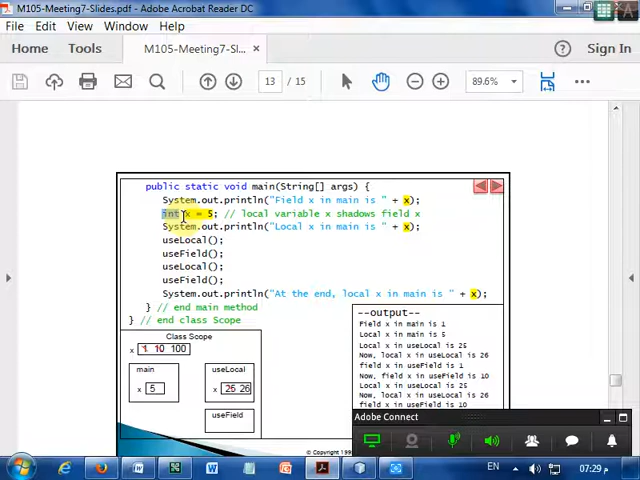 M105-Meeting7-Slides.pdf - Adobe Acrobat Reader DC
File Edit View Window Help
Home Tools M105-Meeting7-Sl... × Sign In
13 / 15 89.6%
public static void main(String[] args) {
System.out.println("Field x in main is " + x);
int x = 5; // local variable x shadows field x
System.out.println("Local x in main is " + x);
useLocal();
useField();
useLocal();
useField();
System.out.println("At the end, local x in main is " + x);
} // end main method
} // end class Scope
Class Scope
x 1 10 100
main
x 5
useLocal
x 25 26
useField
--output--
Field x in main is 1
Local x in main is 5
Local x in useLocal is 25
Now, local x in useLocal is 26
field x in useField is 1
Now, field x in useField is 10
Local x in useLocal is 25
Now, local x in useLocal is 26
field x in useField is 10
© Copyright 199
Adobe Connect
EN 07:29 م